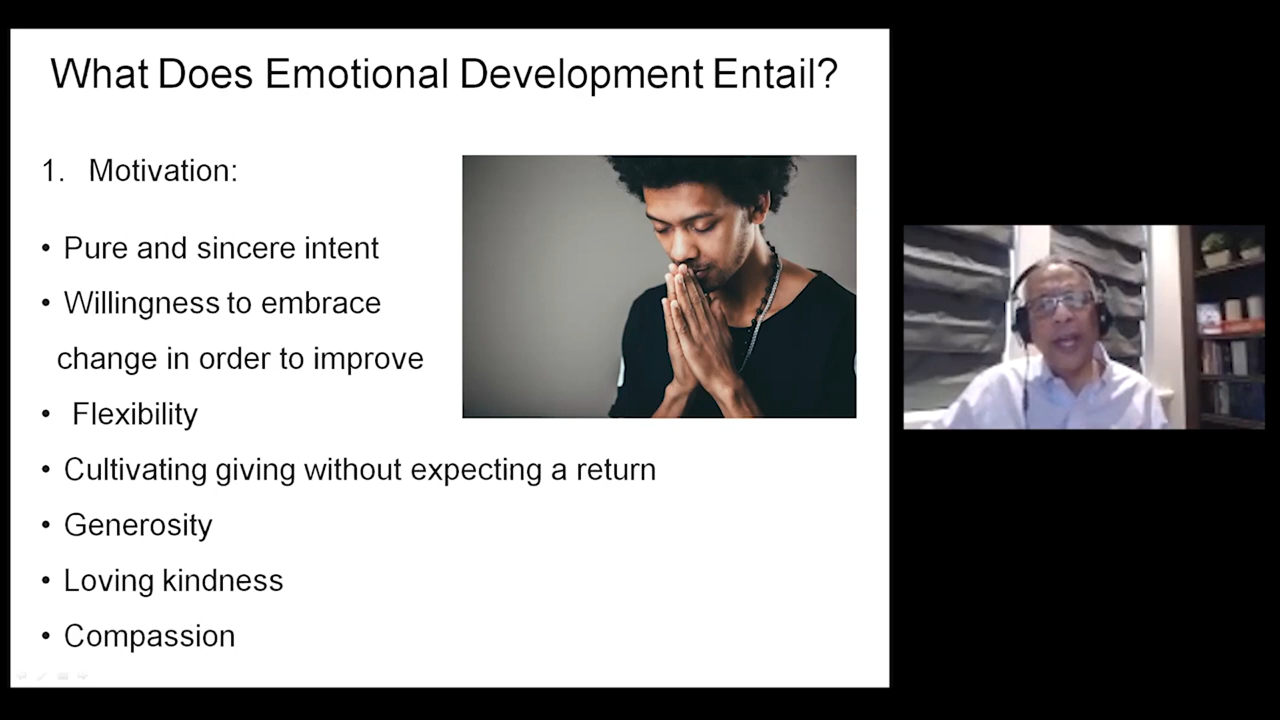 What Does Emotional Development Entail?
1. Motivation:
• Pure and sincere intent
• Willingness to embrace
change in order to improve
• Flexibility
• Cultivating giving without expecting a return
• Generosity
• Loving kindness
• Compassion